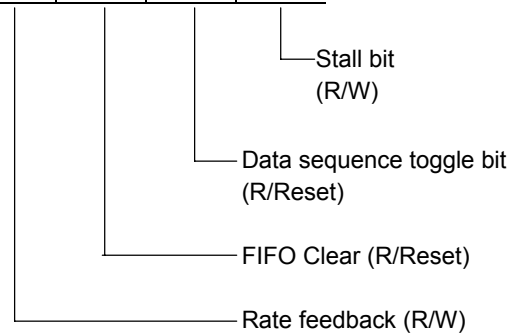 Stall bit
(R/W)
Data sequence toggle bit
(R/Reset)
FIFO Clear (R/Reset)
Rate feedback (R/W)